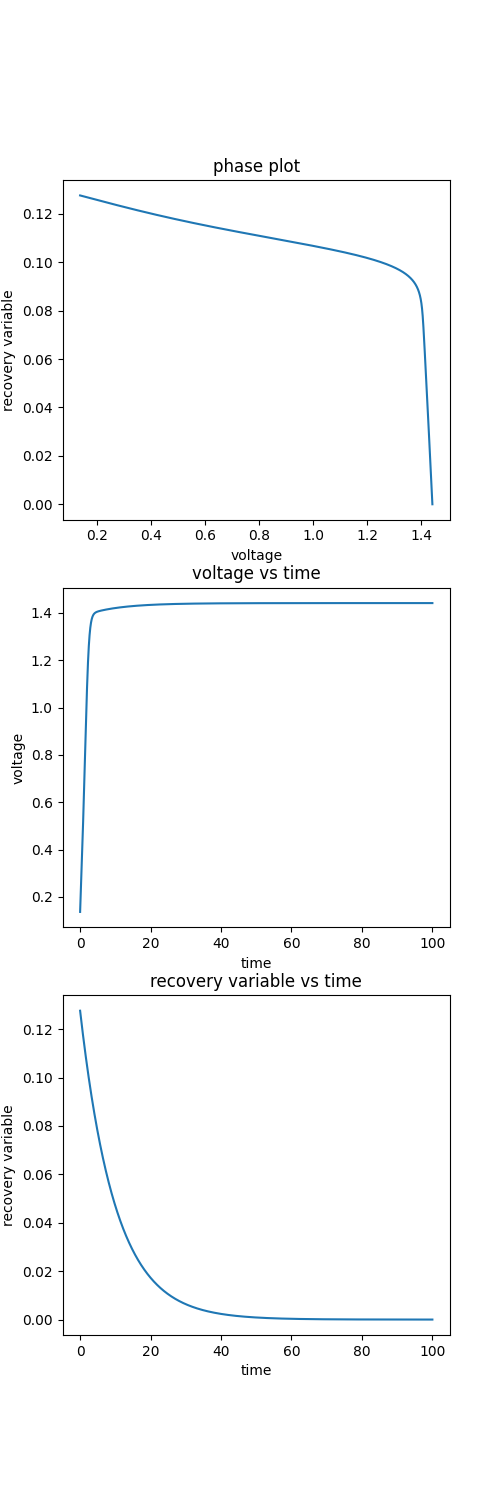 phase plot
0.12
0.10
0.08
0.06
0.04
0.02
0.00
recovery variable
0.2 0.4 0.6 0.8 1.0 1.2 1.4
voltage
voltage vs time
1.4
1.2
1.0
0.8
0.6
0.4
0.2
voltage
0 20 40 60 80 100
time
recovery variable vs time
0.12
0.10
0.08
0.06
0.04
0.02
0.00
recovery variable
0 20 40 60 80 100
time